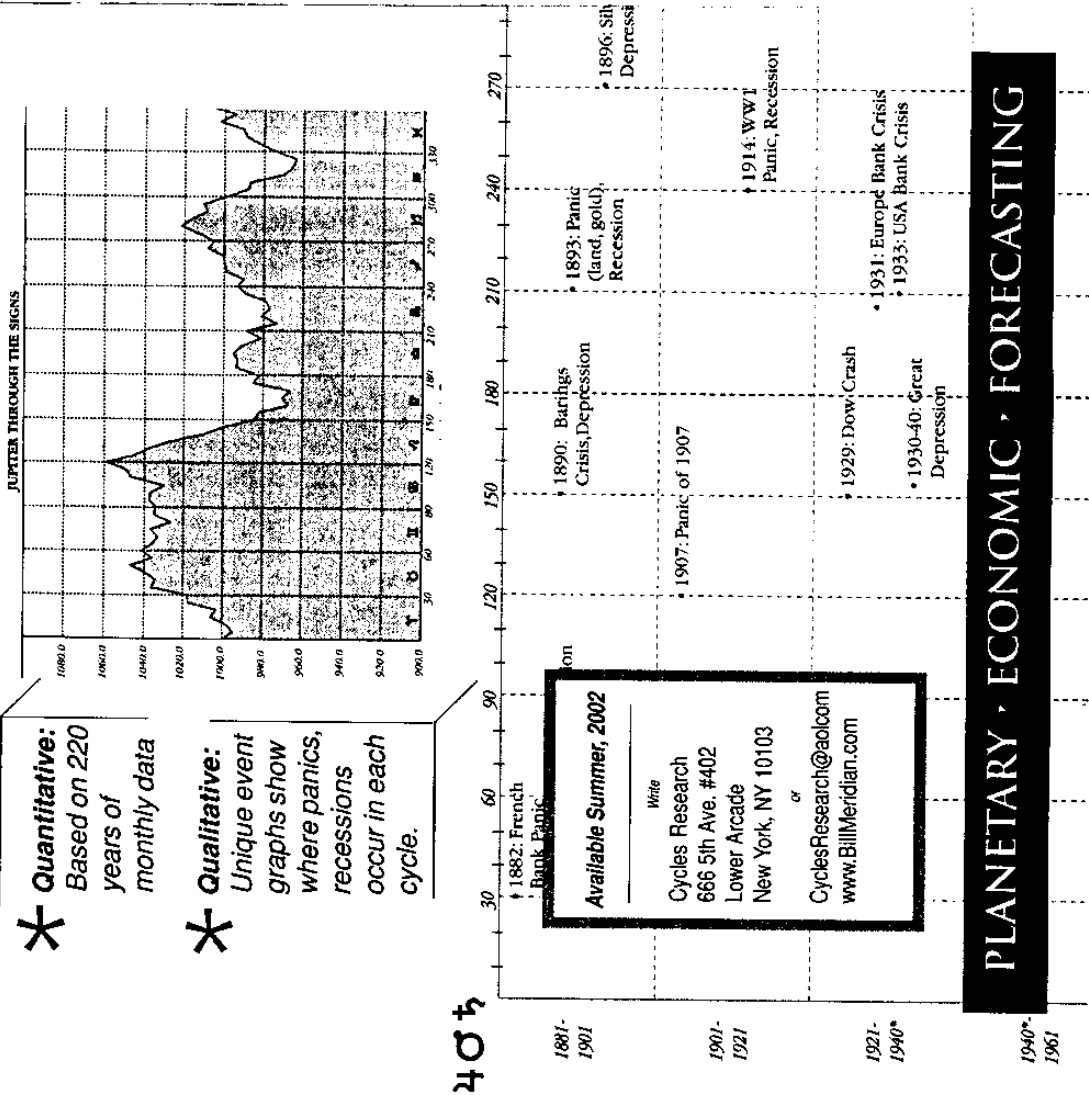 * Quantitative:
Based on 220
years of
monthly data
* Qualitative:
Unique event
graphs show
where panics,
recessions
occur in each
cycle.
JUPITER THROUGH THE SIGNS
1080.0
1060.0
1040.0
1020.0
1000.0
980.0
960.0
940.0
920.0
900.0
♈ ♉ ♊ ♋ ♌ ♍ ♎ ♏ ♐ ♑ ♒ ♓
30 60 80 120 150 180 210 240 270 300 330
♃☌♄
30 60 90 120 150 180 210 240 270
1881-
1901
• 1882: French
Bank Panic
ion
• 1890: Barings
Crisis, Depression
• 1893: Panic
(land, gold),
Recession
• 1896: Silv
Depressi
1901-
1921
• 1907: Panic of 1907
• 1914: WW1
Panic, Recession
1921-
1940*
• 1929: Dow Crash
• 1930-40: Great
Depression
• 1931: Europe Bank Crisis
• 1933: USA Bank Crisis
1940*-
1961
Available Summer, 2002
Write
Cycles Research
666 5th Ave. #402
Lower Arcade
New York, NY 10103
or
CyclesResearch@aolcom
www.BillMeridian.com
PLANETARY · ECONOMIC · FORECASTING